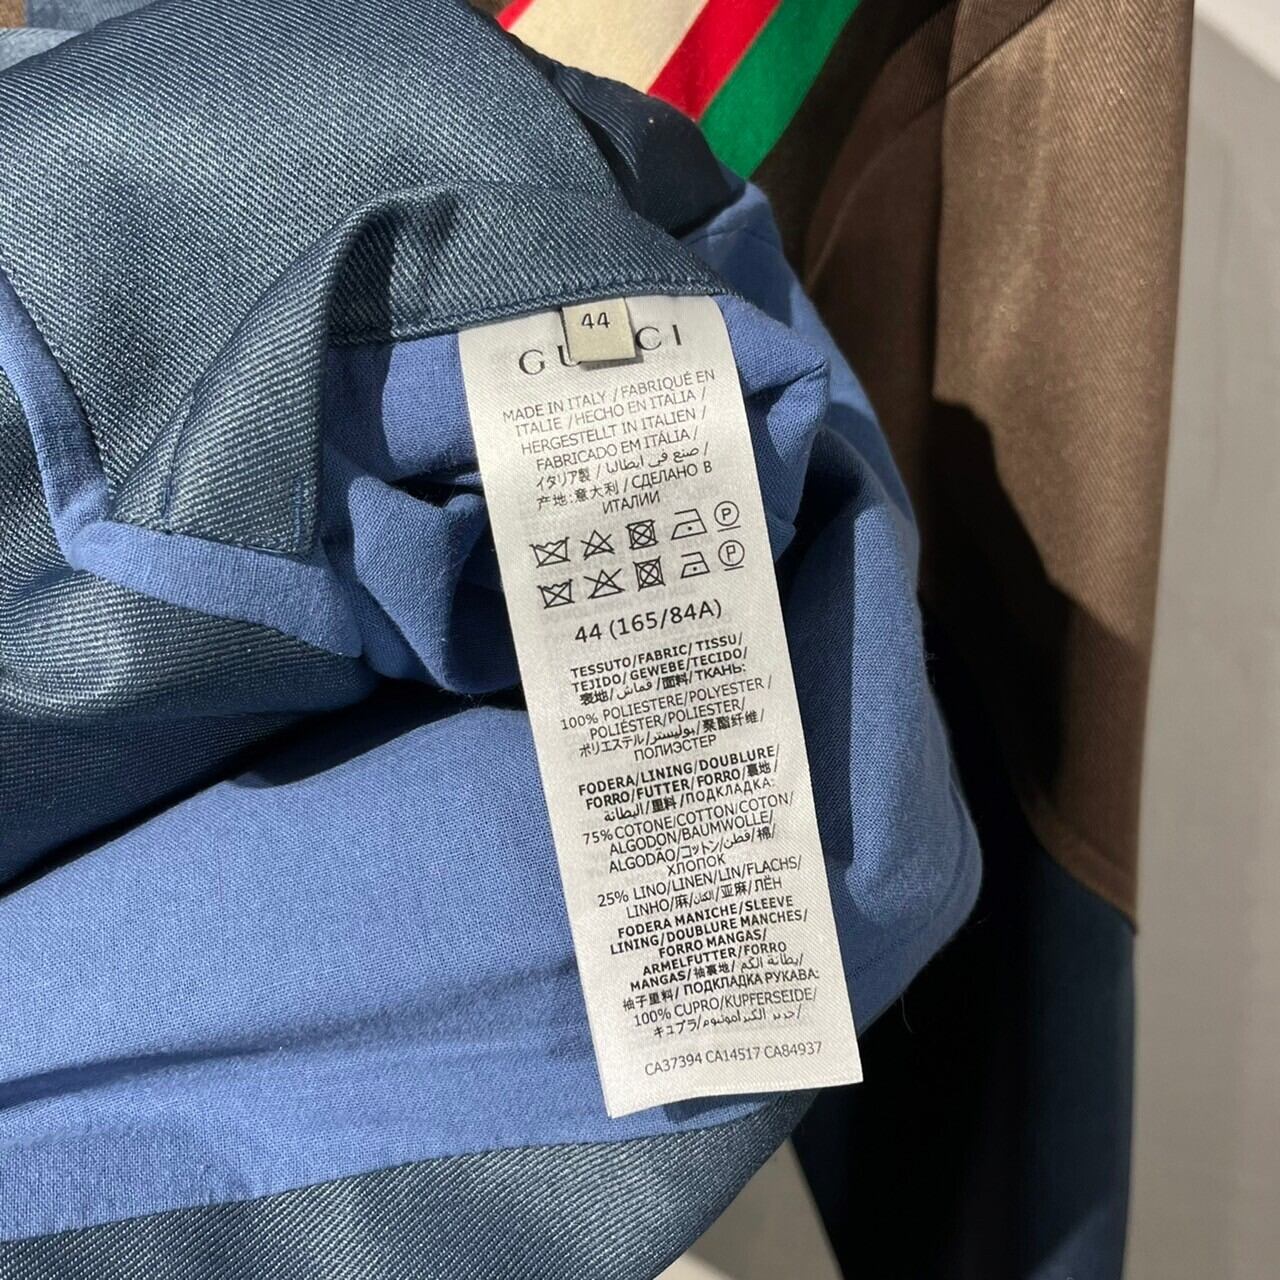 44
GUCCI
MADE IN ITALY / FABRIQUÉ EN
ITALIE / HECHO EN ITALIA /
HERGESTELLT IN ITALIEN /
FABRICADO EM ITÁLIA /
イタリア製 / صنع في ايطاليا /
产地:意大利 / СДЕЛАНО В
ИТАЛИИ
P
P
44 (165/84A)
TESSUTO/FABRIC/ TISSU/
TEJIDO/ GEWEBE/TECIDO/
表地/ قماش /面料/ ТКАНЬ:
100% POLIESTERE/POLYESTER /
POLIÉSTER/POLIESTER/
ポリエステル/بوليستر/聚酯纤维/
ПОЛИЭСТЕР
FODERA/LINING/DOUBLURE/
FORRO/FUTTER/ FORRO/裏地/
البطانة/里料/ПОДКЛАДКА:
75% COTONE/COTTON/COTON/
ALGODÓN/BAUMWOLLE/
ALGODÃO/コットン/قطن/棉/
ХЛОПОК
25% LINO/LINEN/LIN/FLACHS/
LINHO/麻/الكتان/亚麻/ЛЁН
FODERA MANICHE/SLEEVE
LINING/DOUBLURE MANCHES/
FORRO MANGAS/
ARMELFUTTER/FORRO
MANGAS/袖裏地/ بطانة الكم/
袖子里料/ ПОДКЛАДКА РУКАВА:
100% CUPRO/KUPFERSEIDE/
キュプラ/حرير الكبرامونيوم/
CA37394 CA14517 CA84937